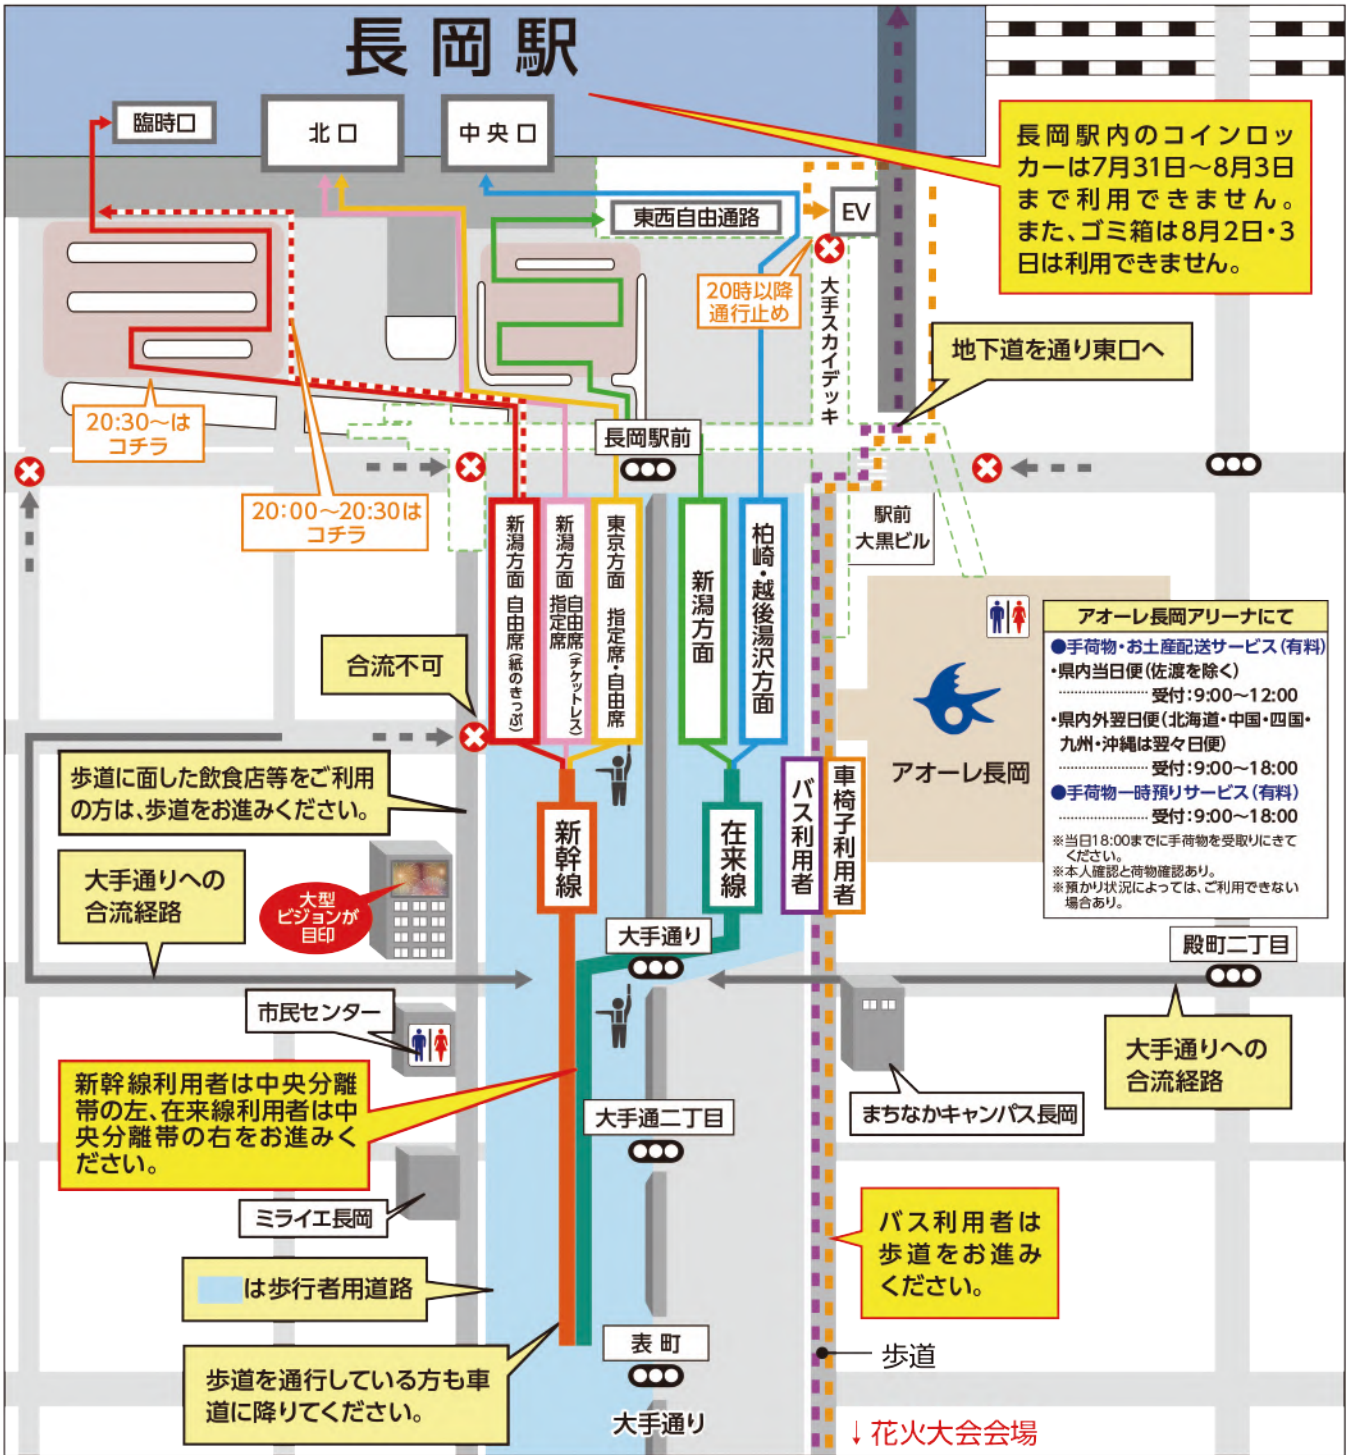 長岡駅
臨時口
北口
中央口
長岡駅内のコインロッ
カーは7月31日～8月3日
まで利用できません。
また、ゴミ箱は8月2日・3
日は利用できません。
東西自由通路
EV
20時以降
通行止め
大手スカイデッキ
地下道を通り東口へ
20:30～は
コチラ
20:00～20:30は
コチラ
長岡駅前
駅前
大黒ビル
新潟方面 自由席(紙のきっぷ)
新潟方面 自由席(チケットレス)
指定席
東京方面 指定席・自由席
新潟方面
柏崎・越後湯沢方面
合流不可
アオーレ長岡
アオーレ長岡アリーナにて
●手荷物・お土産配送サービス(有料)
・県内当日便(佐渡を除く)
受付:9:00～12:00
・県内外翌日便(北海道・中国・四国・
九州・沖縄は翌々日便)
受付:9:00～18:00
●手荷物一時預りサービス(有料)
受付:9:00～18:00
※当日18:00までに手荷物を受取りにきて
ください。
※本人確認と荷物確認あり。
※預かり状況によっては、ご利用できない
場合あり。
歩道に面した飲食店等をご利用
の方は、歩道をお進みください。
新幹線
在来線
バス利用者
車椅子利用者
大手通りへの
合流経路
大型
ビジョンが
目印
大手通り
殿町二丁目
市民センター
大手通りへの
合流経路
まちなかキャンパス長岡
新幹線利用者は中央分離
帯の左、在来線利用者は中
央分離帯の右をお進みく
ださい。
大手通二丁目
ミライエ長岡
バス利用者は
歩道をお進み
ください。
は歩行者用道路
表町
歩道
歩道を通行している方も車
道に降りてください。
大手通り
↓花火大会会場